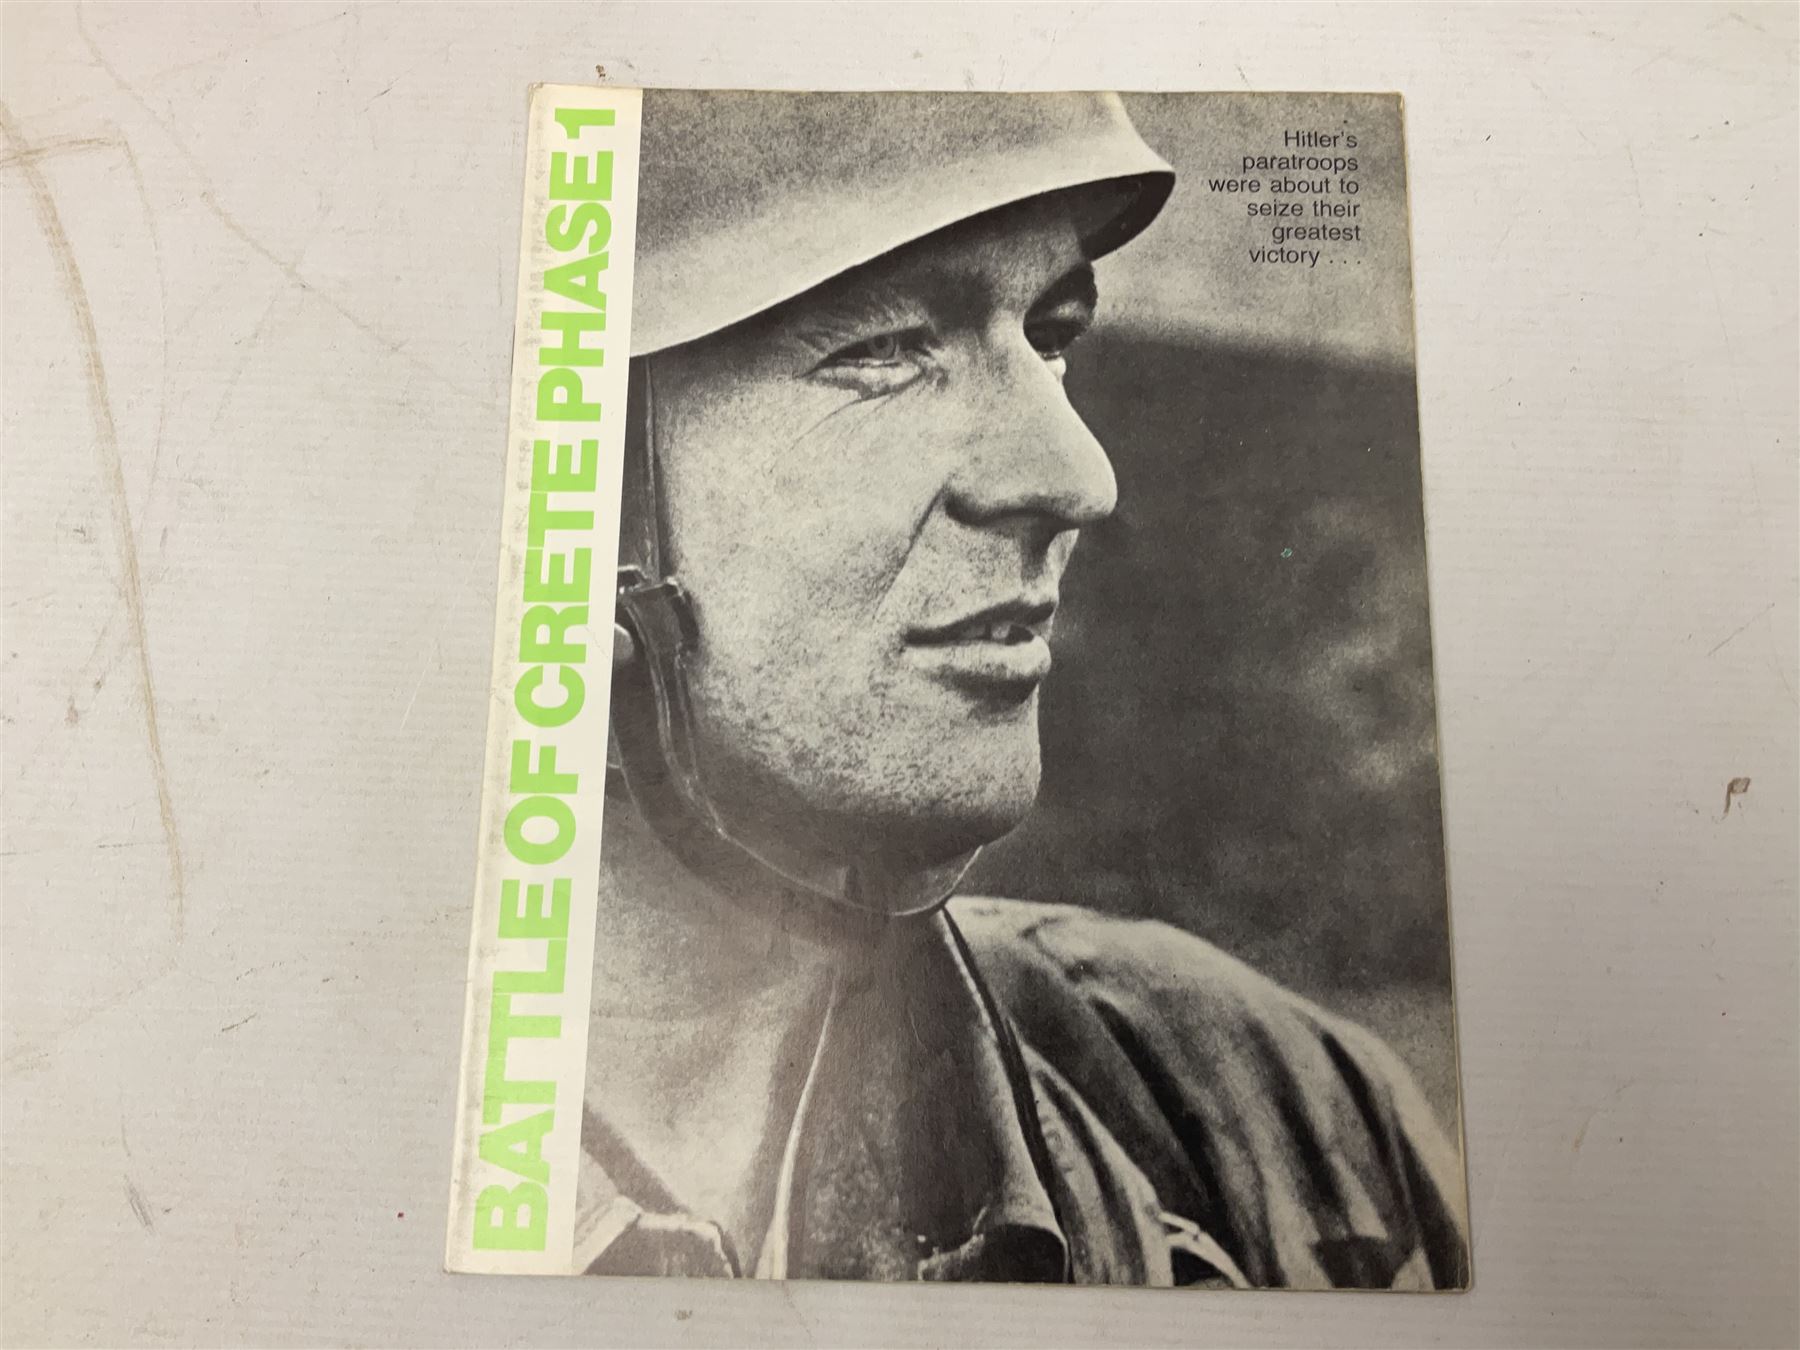 BATTLE OF CRETE PHASE 1
Hitler's
paratroops
were about to
seize their
greatest
victory . . .